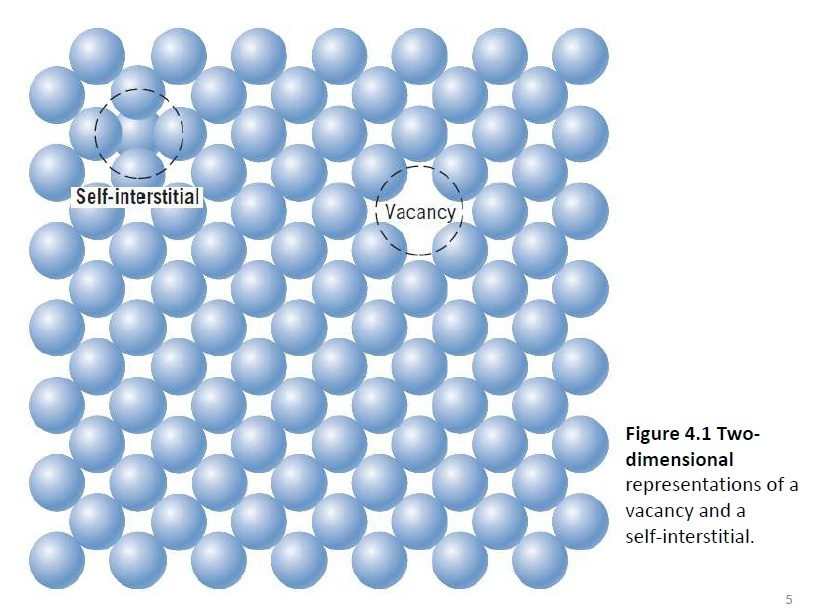 Self-interstitial
Vacancy
Figure 4.1 Two-
dimensional
representations of a
vacancy and a
self-interstitial.
5